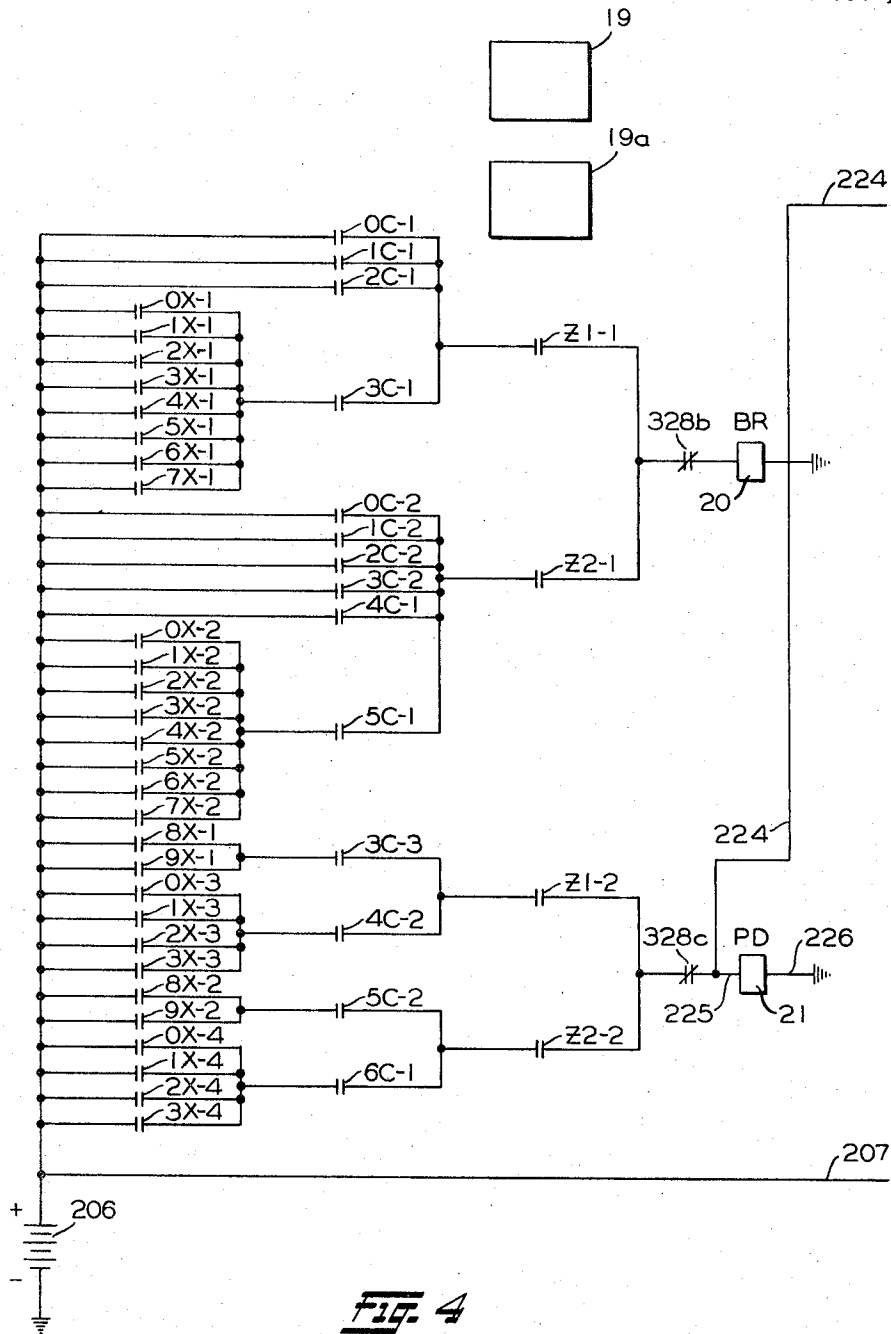 19
19a
224
0C-1
1C-1
2C-1
0X-1
1X-1
2X-1
Z1-1
3X-1
3C-1
4X-1
328b BR
5X-1
6X-1
7X-1
20
0C-2
1C-2
2C-2
Z2-1
3C-2
4C-1
0X-2
1X-2
2X-2
3X-2
5C-1
4X-2
5X-2
6X-2
7X-2
224
8X-1
3C-3
9X-1
Z1-2
0X-3
1X-3
4C-2
2X-3
328c PD 226
3X-3
8X-2
5C-2
225 21
9X-2
Z2-2
0X-4
1X-4
6C-1
2X-4
3X-4
207
+ 206
-
Fig. 4